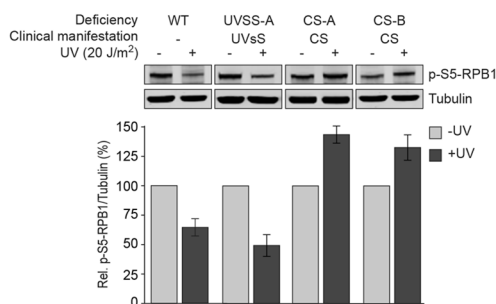 Deficiency WT UVSS-A CS-A CS-B
Clinical manifestation - UVsS CS CS
UV (20 J/m²) - + - + - + - +
p-S5-RPB1
Tubulin
Rel. p-S5-RPB1/Tubulin (%)
150
125
100
75
50
25
0
-UV
+UV